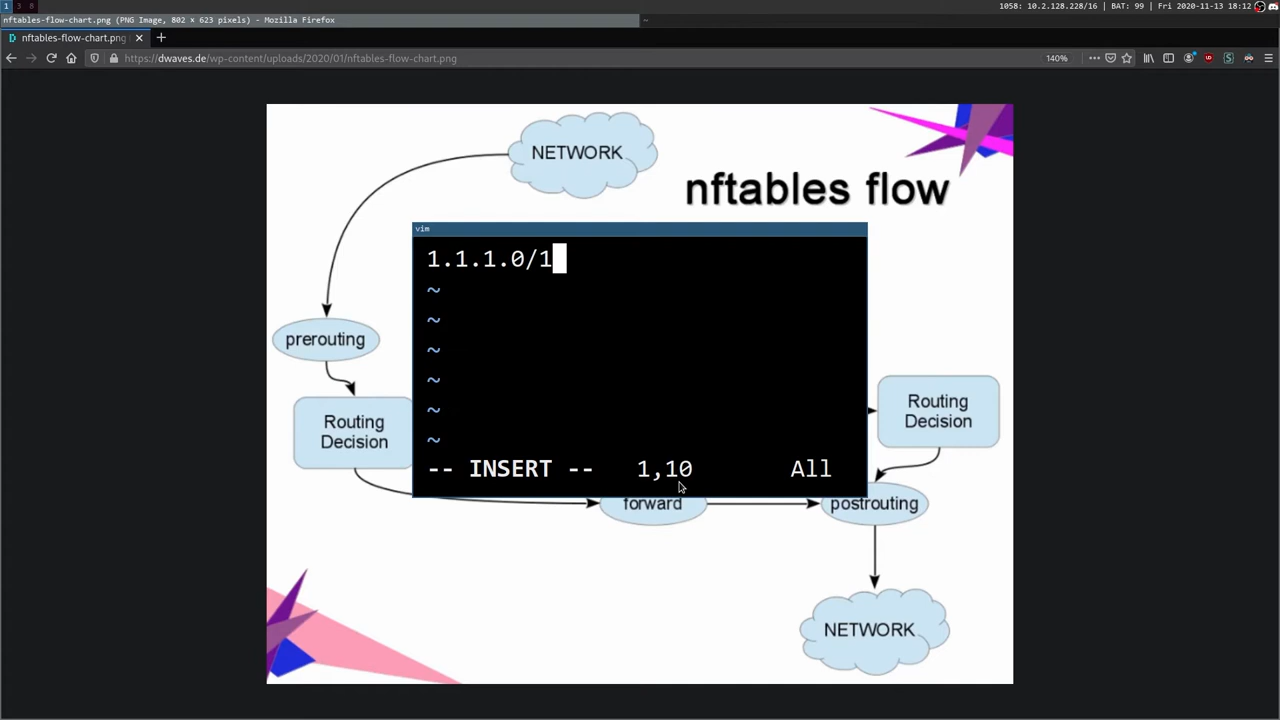 1 3 8
1058: 10.2.128.228/16 | BAT: 99 | Fri 2020-11-13 18:12
nftables-flow-chart.png (PNG Image, 802 × 623 pixels) - Mozilla Firefox
nftables-flow-chart.png
https://dwaves.de/wp-content/uploads/2020/01/nftables-flow-chart.png
140%
NETWORK
nftables flow
vim
1.1.1.0/1
~
~
~
~
~
~
-- INSERT -- 1,10 All
prerouting
Routing
Decision
Routing
Decision
forward
postrouting
NETWORK